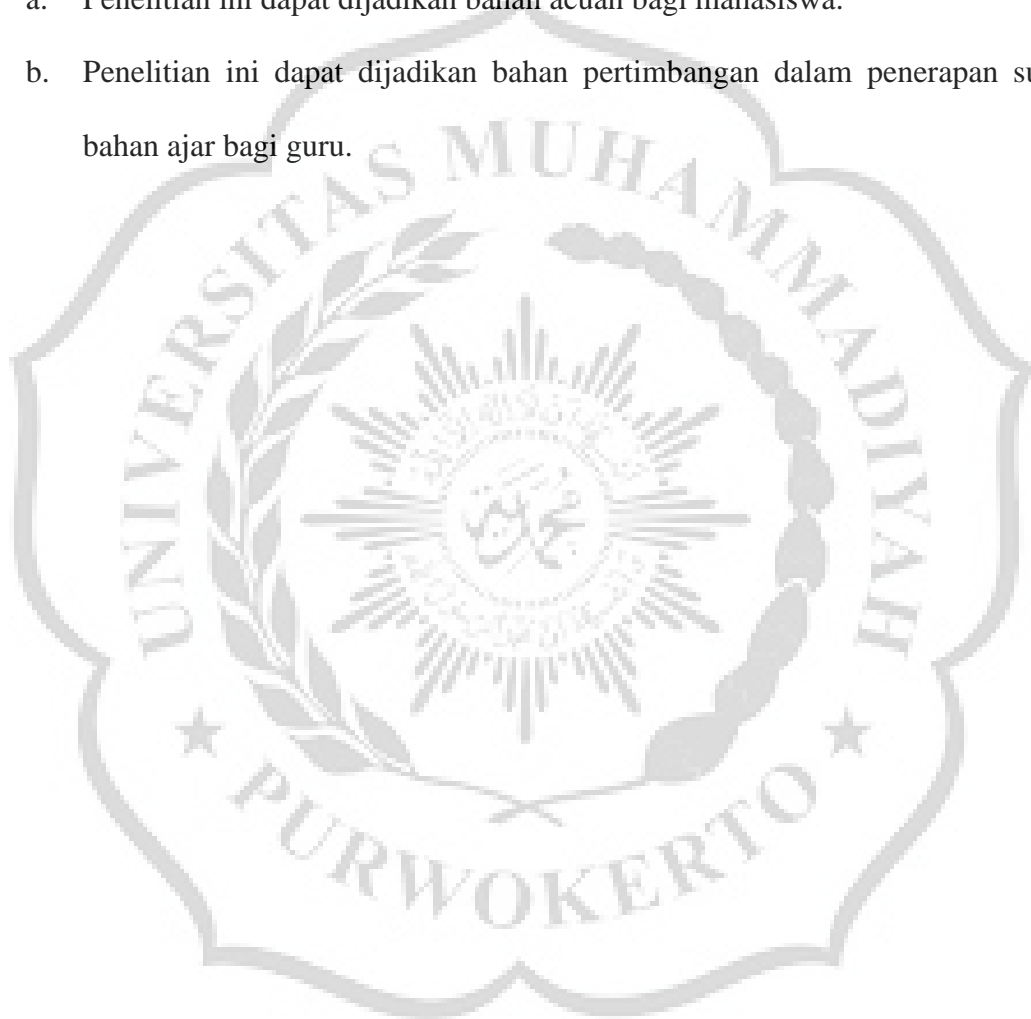 a. Penelitian ini dapat dijadikan bahan acuan bagi mahasiswa.
b. Penelitian ini dapat dijadikan bahan pertimbangan dalam penerapan su
bahan ajar bagi guru.
UNIVERSITAS MUHAMMADIYAH
PURWOKERTO